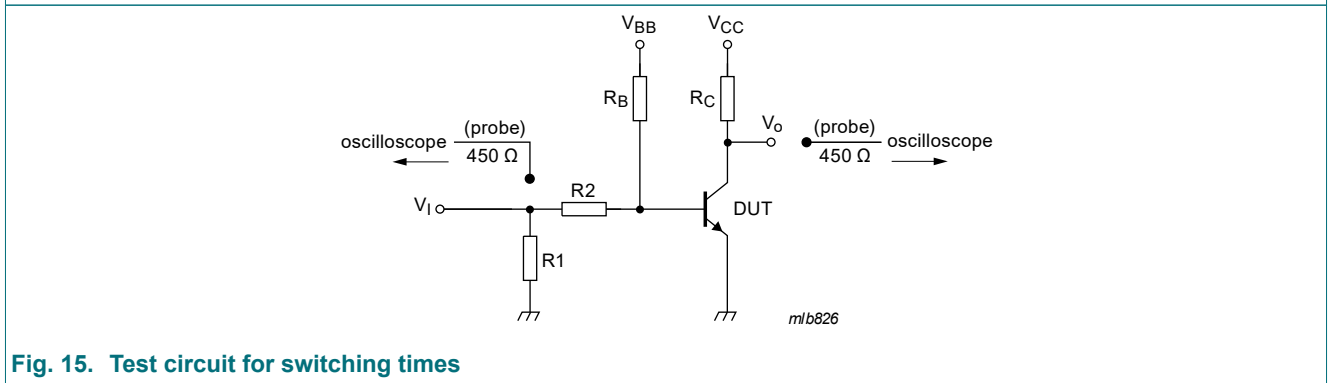 VBB VCC
RB RC
oscilloscope (probe) 450 Ω
Vo (probe) 450 Ω oscilloscope
VI R2 DUT
R1
mlb826
Fig. 15. Test circuit for switching times